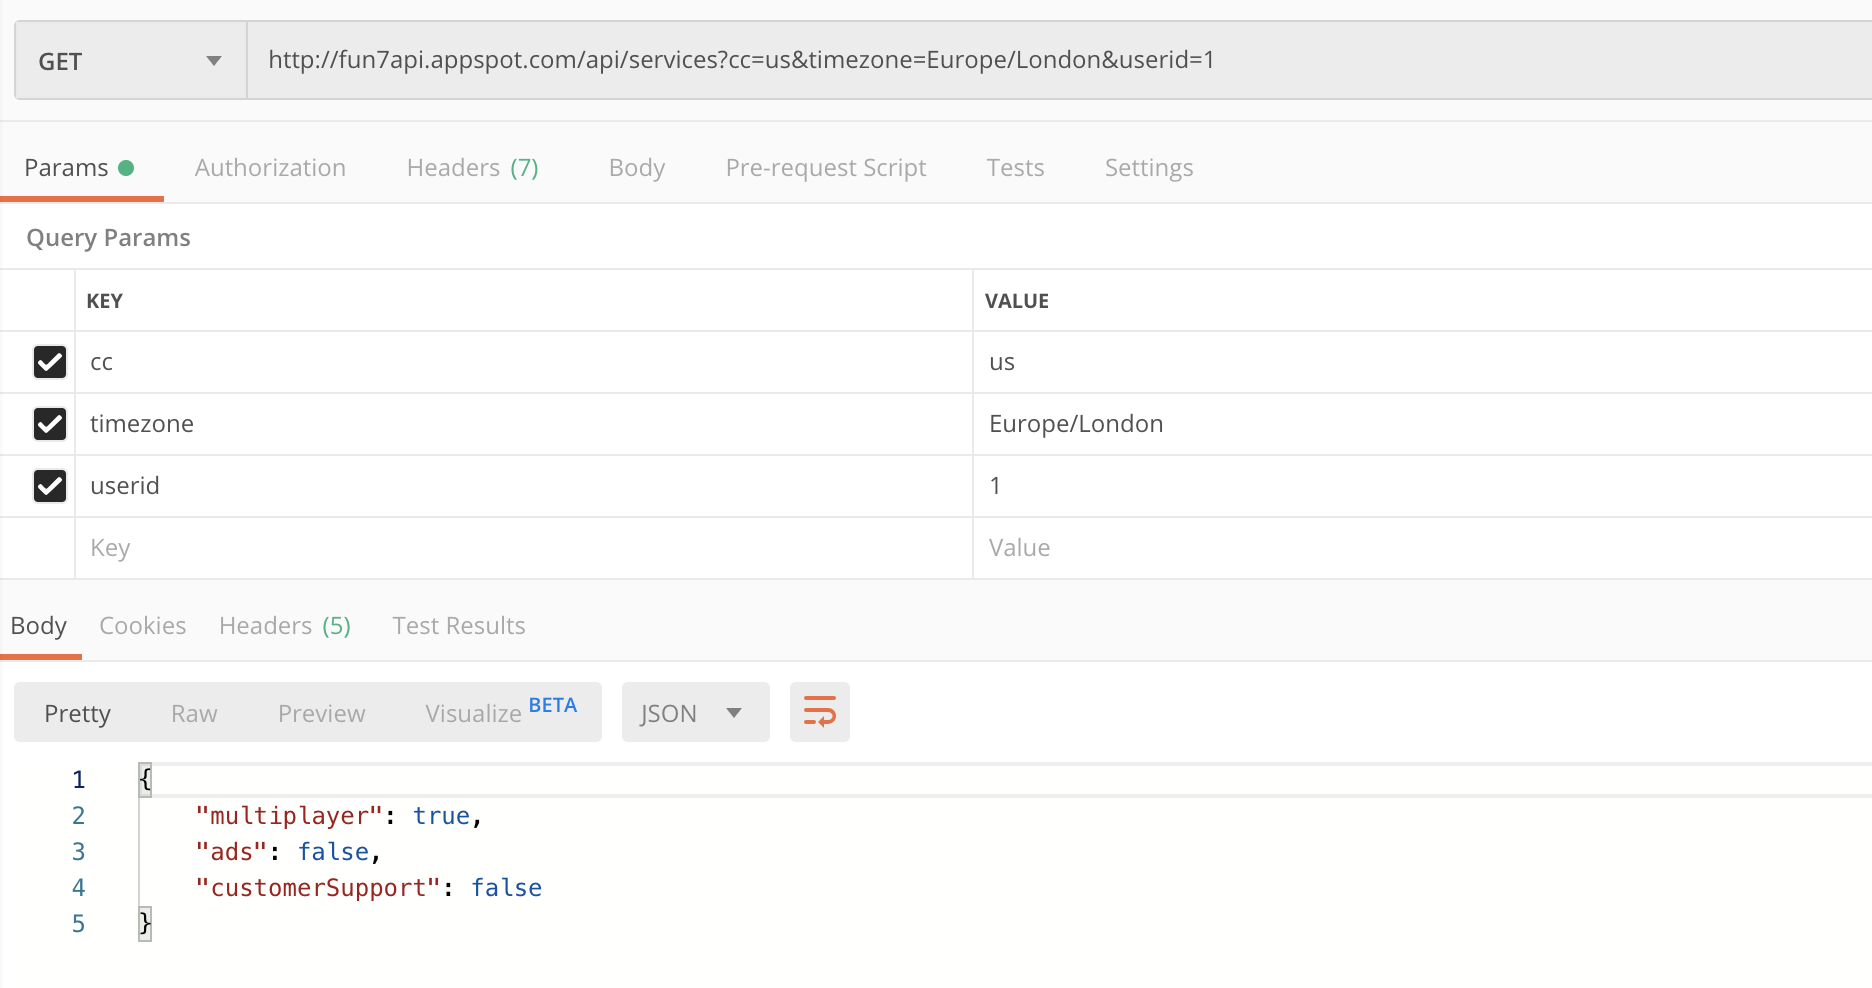 GET http://fun7api.appspot.com/api/services?cc=us&timezone=Europe/London&userid=1
Params Authorization Headers (7) Body Pre-request Script Tests Settings
Query Params
KEY VALUE
cc us
timezone Europe/London
userid 1
Key Value
Body Cookies Headers (5) Test Results
Pretty Raw Preview Visualize BETA JSON
1 {
2 "multiplayer": true,
3 "ads": false,
4 "customerSupport": false
5 }